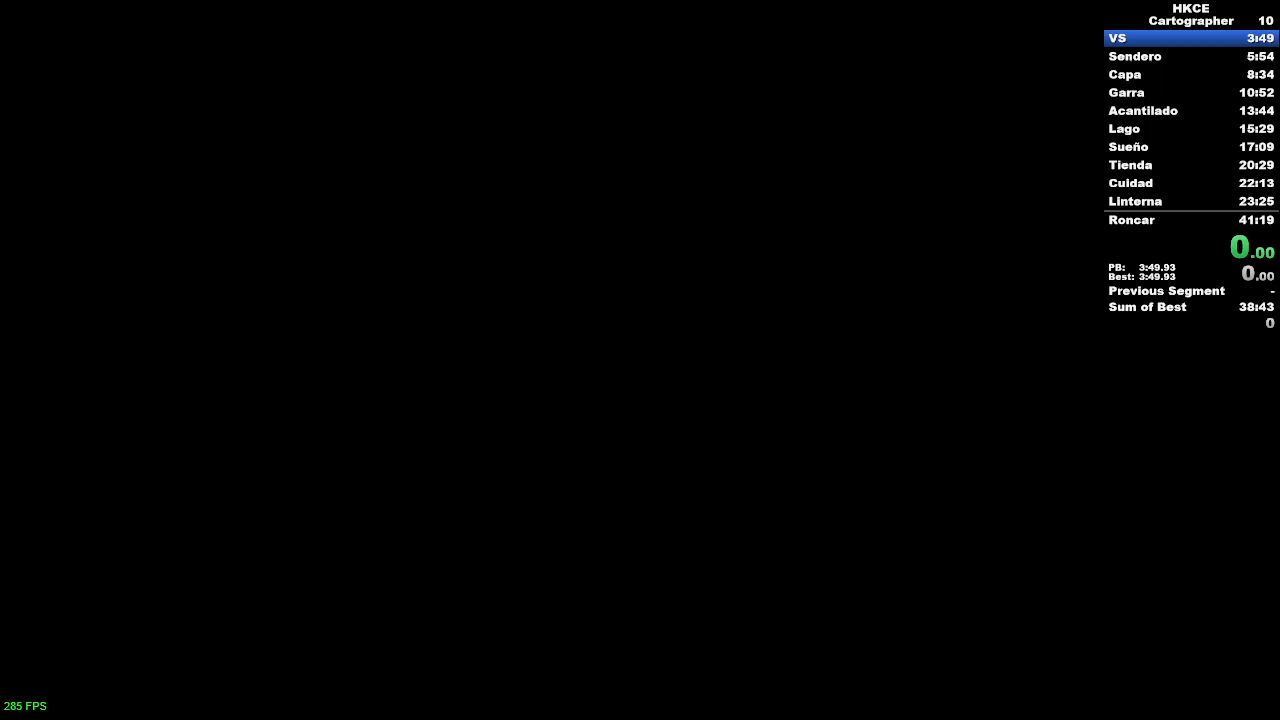 HKCE
Cartographer 10
VS 3:49
Sendero 5:54
Capa 8:34
Garra 10:52
Acantilado 13:44
Lago 15:29
Sueño 17:09
Tienda 20:29
Cuidad 22:13
Linterna 23:25
Roncar 41:19
0.00
PB: 3:49.93
Best: 3:49.93 0.00
Previous Segment -
Sum of Best 38:43
0
285 FPS